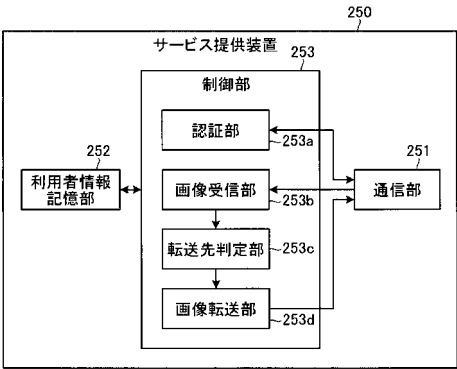 250
サービス提供装置
253
制御部
認証部
253a
252
利用者情報
記憶部
画像受信部
253b
251
通信部
転送先判定部
253c
画像転送部
253d